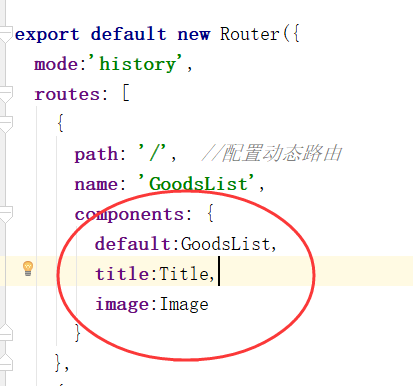 export default new Router({
mode:'history',
routes: [
{
path: '/', //配置动态路由
name: 'GoodsList',
components: {
default:GoodsList,
title:Title,
image:Image
}
},